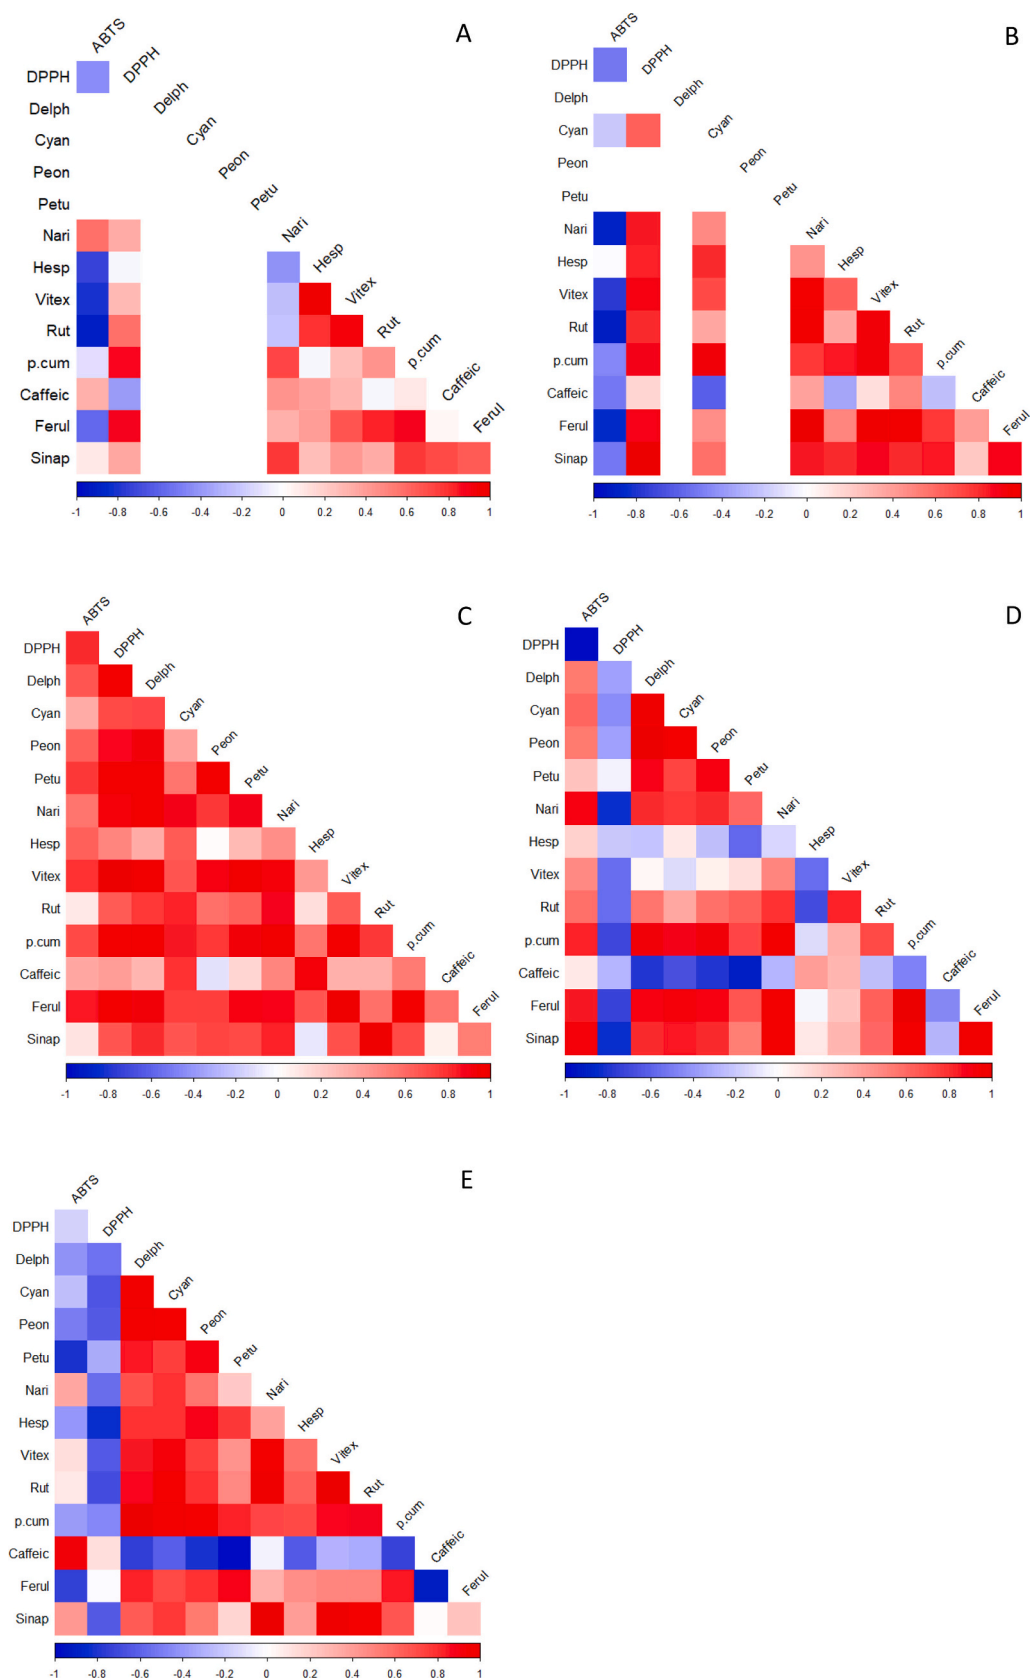 A
ABTS
DPPH
DPPH
Delph
Delph
Cyan
Cyan
Peon
Peon
Petu
Petu
Nari
Nari
Hesp
Hesp
Vitex
Vitex
Rut
Rut
p.cum
p.cum
Caffeic
Caffeic
Ferul
Ferul
Sinap
-1 -0.8 -0.6 -0.4 -0.2 0 0.2 0.4 0.6 0.8 1
B
ABTS
DPPH
DPPH
Delph
Delph
Cyan
Cyan
Peon
Peon
Petu
Petu
Nari
Nari
Hesp
Hesp
Vitex
Vitex
Rut
Rut
p.cum
p.cum
Caffeic
Caffeic
Ferul
Ferul
Sinap
-1 -0.8 -0.6 -0.4 -0.2 0 0.2 0.4 0.6 0.8 1
C
ABTS
DPPH
DPPH
Delph
Delph
Cyan
Cyan
Peon
Peon
Petu
Petu
Nari
Nari
Hesp
Hesp
Vitex
Vitex
Rut
Rut
p.cum
p.cum
Caffeic
Caffeic
Ferul
Ferul
Sinap
-1 -0.8 -0.6 -0.4 -0.2 0 0.2 0.4 0.6 0.8 1
D
ABTS
DPPH
DPPH
Delph
Delph
Cyan
Cyan
Peon
Peon
Petu
Petu
Nari
Nari
Hesp
Hesp
Vitex
Vitex
Rut
Rut
p.cum
p.cum
Caffeic
Caffeic
Ferul
Ferul
Sinap
-1 -0.8 -0.6 -0.4 -0.2 0 0.2 0.4 0.6 0.8 1
E
ABTS
DPPH
DPPH
Delph
Delph
Cyan
Cyan
Peon
Peon
Petu
Petu
Nari
Nari
Hesp
Hesp
Vitex
Vitex
Rut
Rut
p.cum
p.cum
Caffeic
Caffeic
Ferul
Ferul
Sinap
-1 -0.8 -0.6 -0.4 -0.2 0 0.2 0.4 0.6 0.8 1